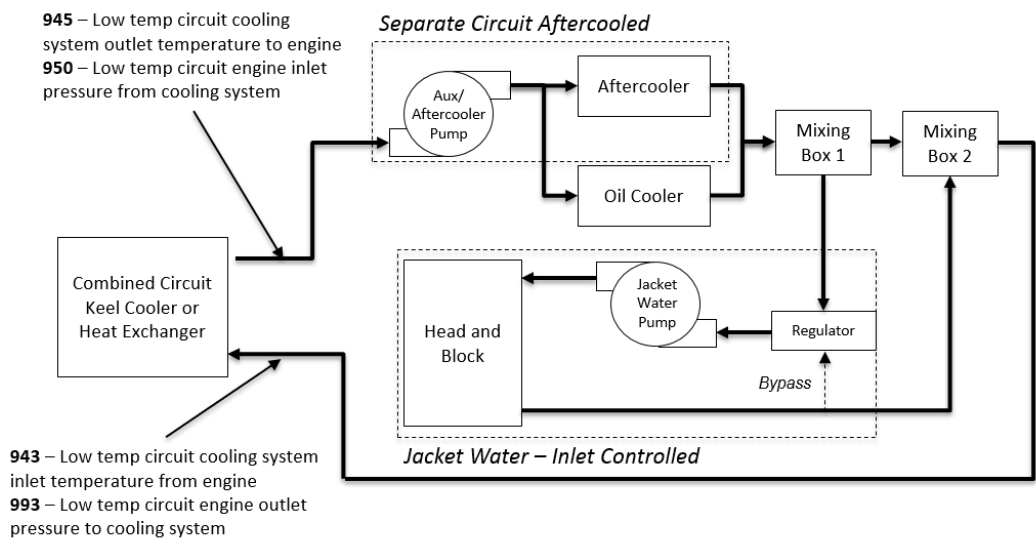 945 – Low temp circuit cooling
system outlet temperature to engine
950 – Low temp circuit engine inlet
pressure from cooling system
Separate Circuit Aftercooled
Aux/
Aftercooler
Pump
Aftercooler
Oil Cooler
Mixing
Box 1
Mixing
Box 2
Combined Circuit
Keel Cooler or
Heat Exchanger
Head and
Block
Jacket
Water
Pump
Regulator
Bypass
Jacket Water – Inlet Controlled
943 – Low temp circuit cooling system
inlet temperature from engine
993 – Low temp circuit engine outlet
pressure to cooling system